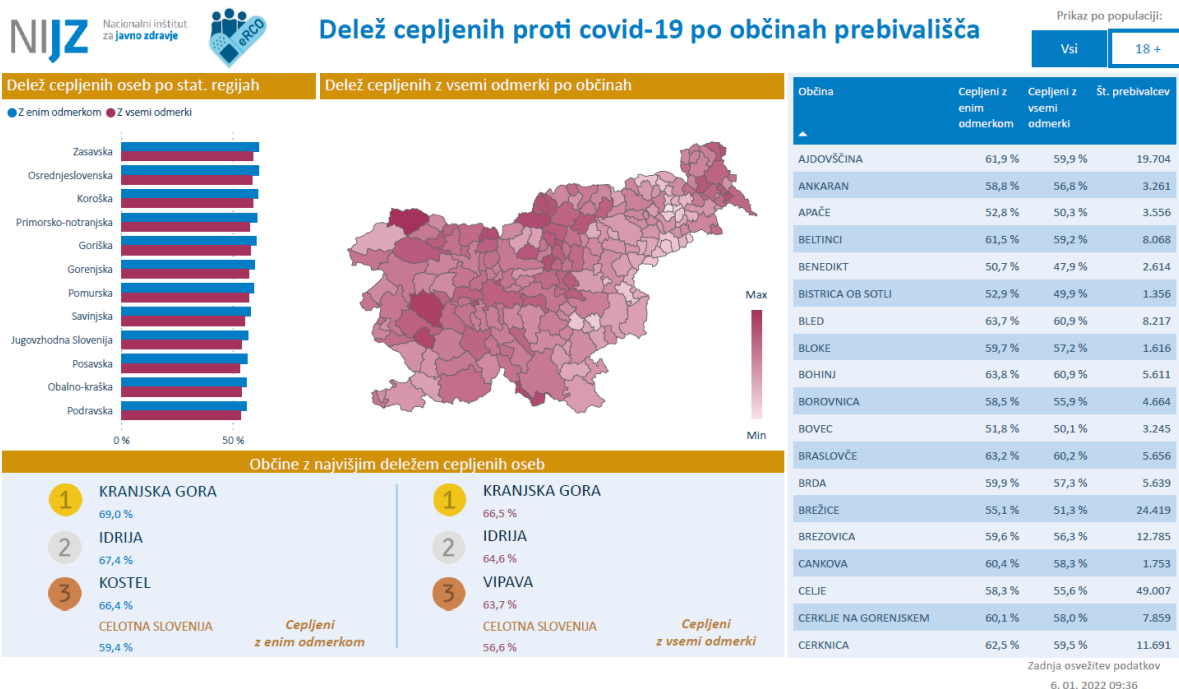 NIJZ
Nacionalni inštitut
za javno zdravje
eRCO
Delež cepljenih proti covid-19 po občinah prebivališča
Prikaz po populaciji:
Vsi
18 +
Delež cepljenih oseb po stat. regijah
Z enim odmerkom Z vsemi odmerki
Zasavska
Osrednjeslovenska
Koroška
Primorsko-notranjska
Goriška
Gorenjska
Pomurska
Savinjska
Jugovzhodna Slovenija
Posavska
Obalno-kraška
Podravska
0 % 50 %
Delež cepljenih z vsemi odmerki po občinah
Max
Min
Občine z najvišjim deležem cepljenih oseb
1 KRANJSKA GORA
69,0 %
2 IDRIJA
67,4 %
3 KOSTEL
66,4 %
CELOTNA SLOVENIJA
59,4 %
Cepljeni
z enim odmerkom
1 KRANJSKA GORA
66,5 %
2 IDRIJA
64,6 %
3 VIPAVA
63,7 %
CELOTNA SLOVENIJA
56,6 %
Cepljeni
z vsemi odmerki
Občina Cepljeni z enim odmerkom Cepljeni z vsemi odmerki Št. prebivalcev
AJDOVŠČINA 61,9 % 59,9 % 19.704
ANKARAN 58,8 % 56,8 % 3.261
APAČE 52,8 % 50,3 % 3.556
BELTINCI 61,5 % 59,2 % 8.068
BENEDIKT 50,7 % 47,9 % 2.614
BISTRICA OB SOTLI 52,9 % 49,9 % 1.356
BLED 63,7 % 60,9 % 8.217
BLOKE 59,7 % 57,2 % 1.616
BOHINJ 63,8 % 60,9 % 5.611
BOROVNICA 58,5 % 55,9 % 4.664
BOVEC 51,8 % 50,1 % 3.245
BRASLOVČE 63,2 % 60,2 % 5.656
BRDA 59,9 % 57,3 % 5.639
BREŽICE 55,1 % 51,3 % 24.419
BREZOVICA 59,6 % 56,3 % 12.785
CANKOVA 60,4 % 58,3 % 1.753
CELJE 58,3 % 55,6 % 49.007
CERKLJE NA GORENJSKEM 60,1 % 58,0 % 7.859
CERKNICA 62,5 % 59,5 % 11.691
Zadnja osvežitev podatkov
6. 01. 2022 09:36